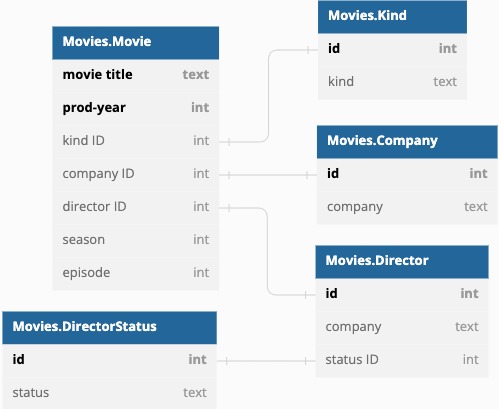 Movies.Kind
id int
kind text
Movies.Movie
movie title text
prod-year int
kind ID int
company ID int
director ID int
season int
episode int
Movies.Company
id int
company text
Movies.Director
id int
company text
status ID int
Movies.DirectorStatus
id int
status text